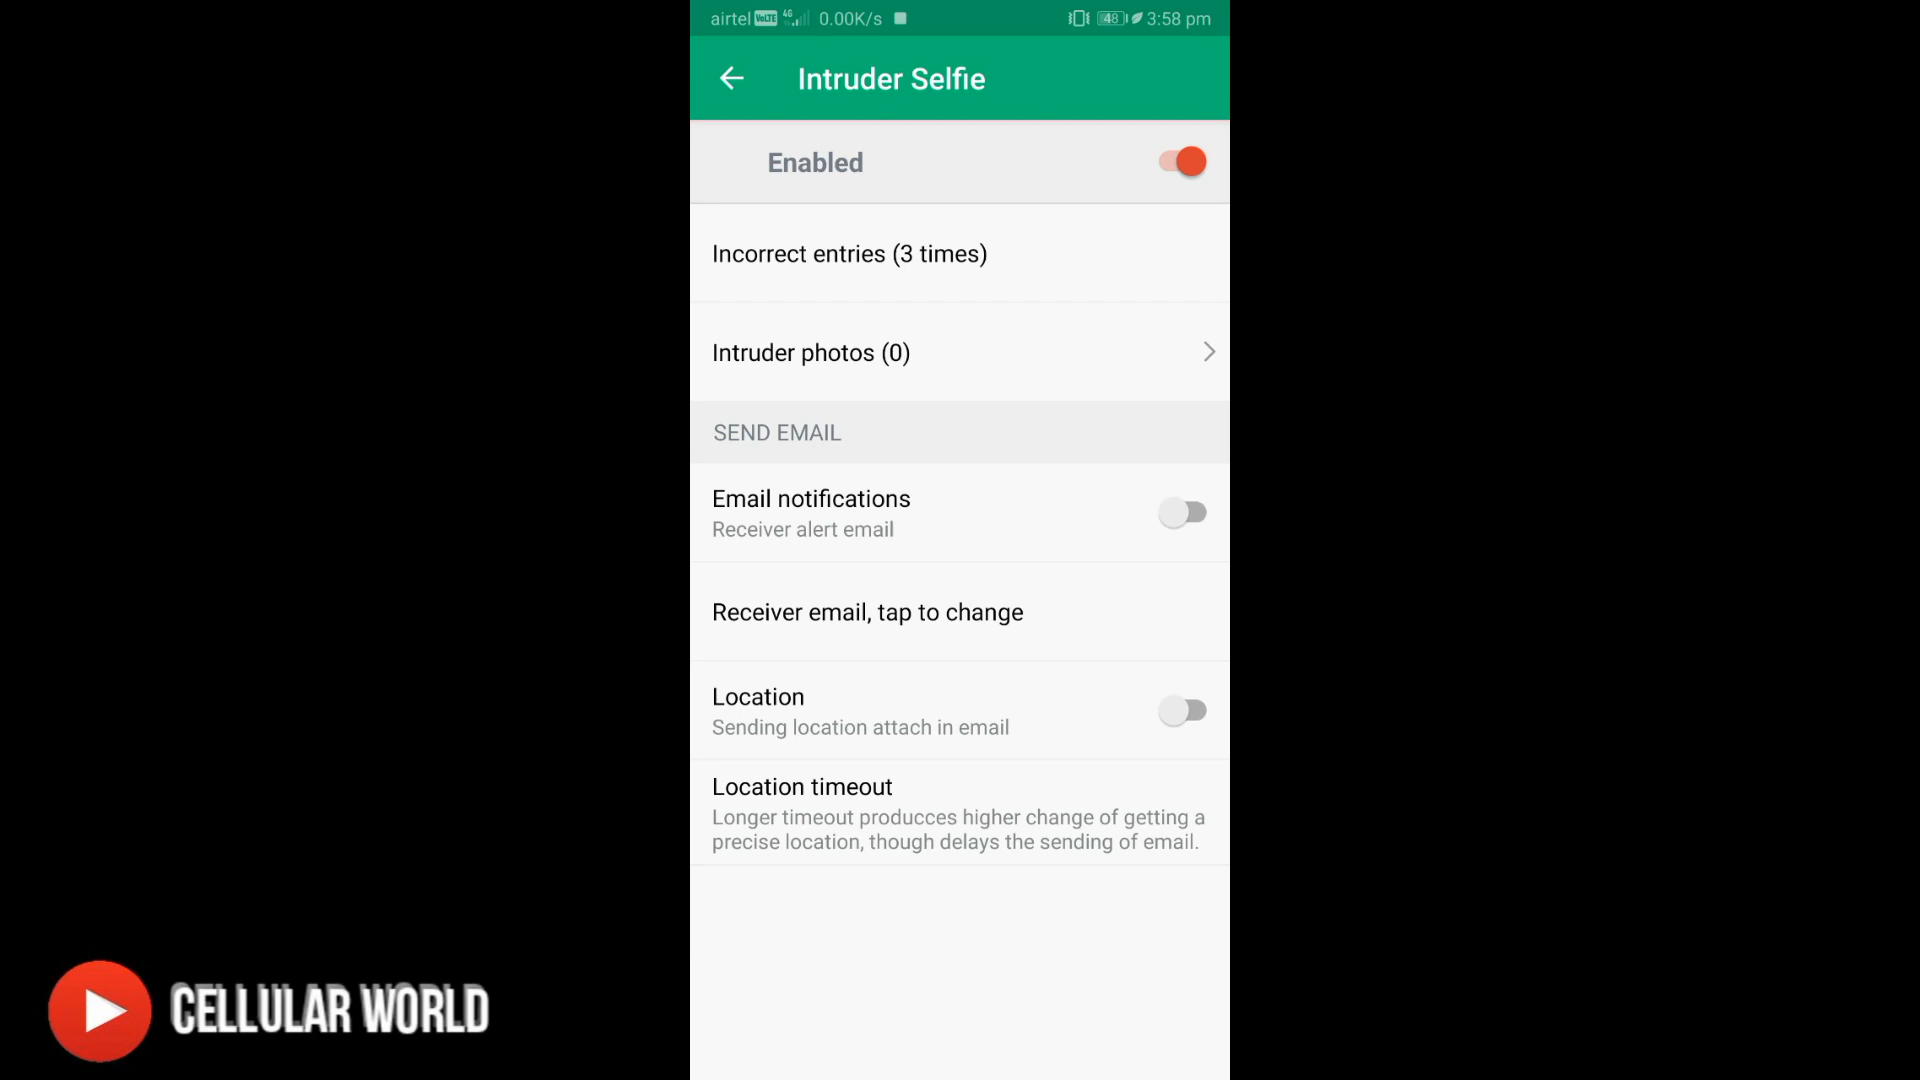 airtel VoLTE 4G 0.00K/s 48 3:58 pm
Intruder Selfie
Enabled
Incorrect entries (3 times)
Intruder photos (0)
SEND EMAIL
Email notifications
Receiver alert email
Receiver email, tap to change
Location
Sending location attach in email
Location timeout
Longer timeout producces higher change of getting a
precise location, though delays the sending of email.
CELLULAR WORLD